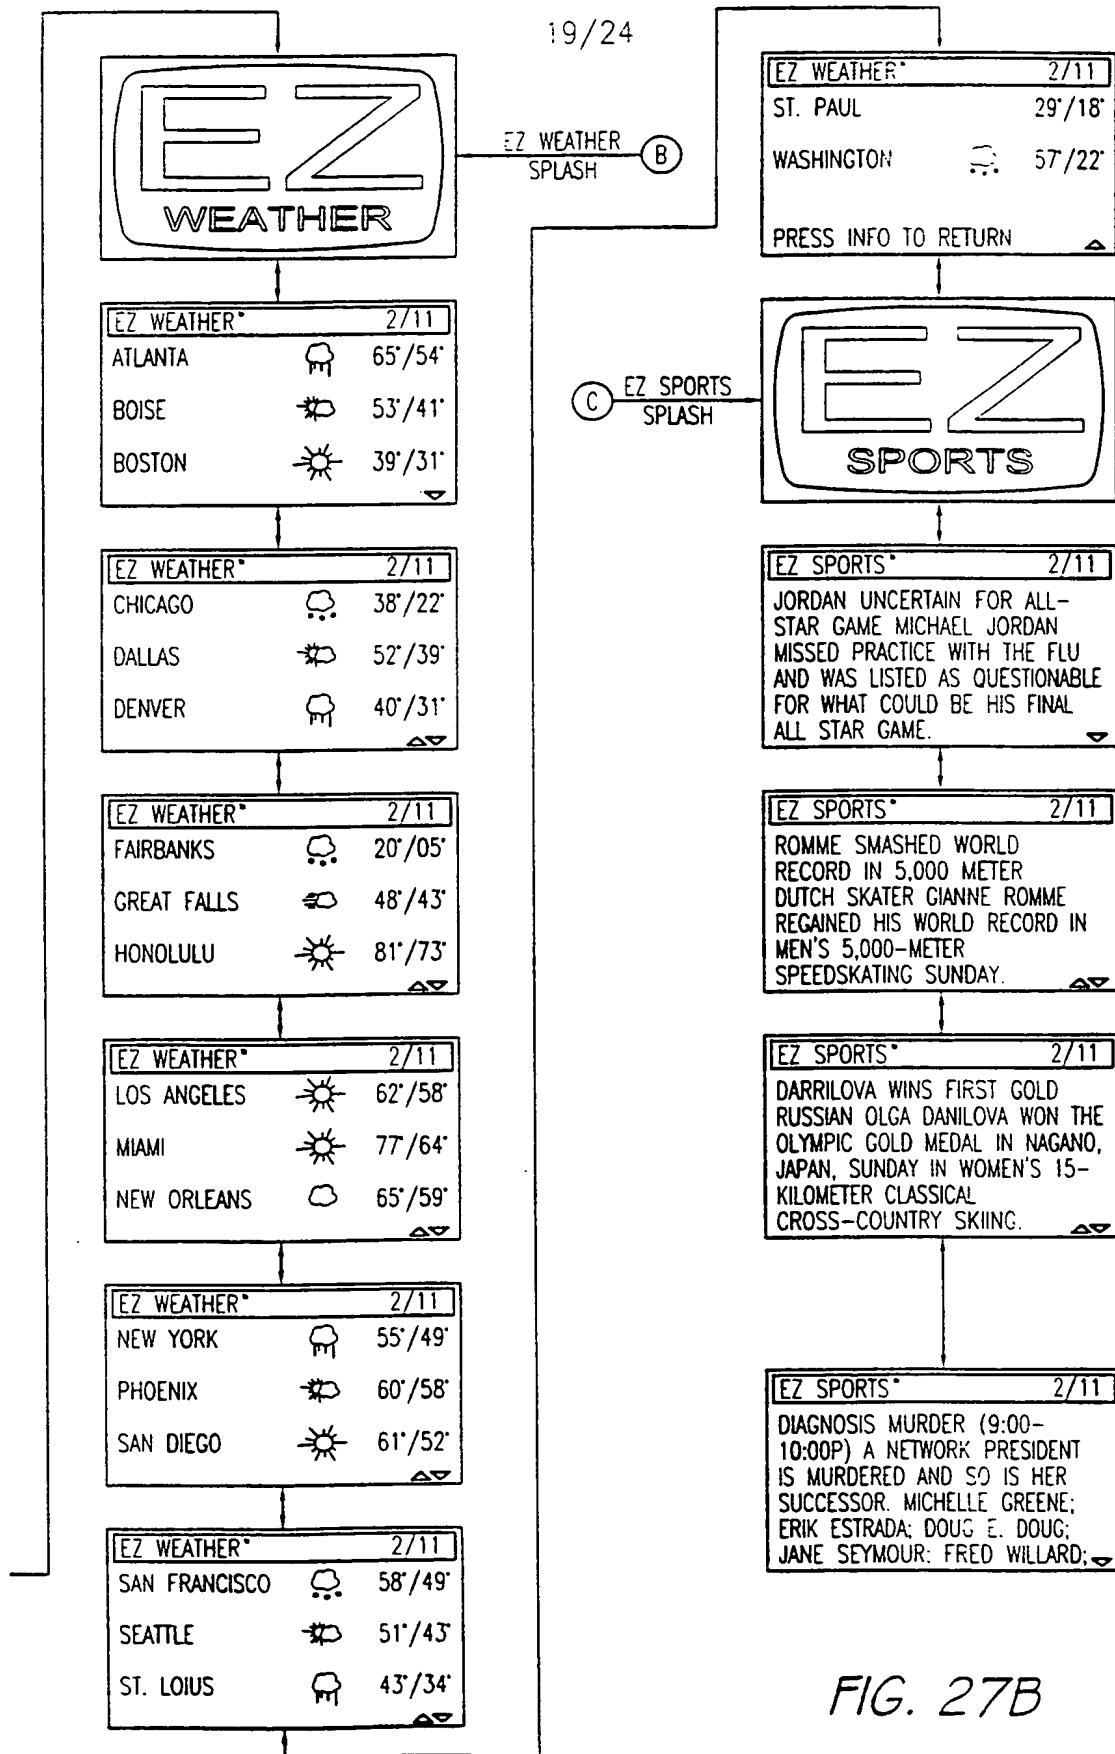 19/24
EZ
WEATHER
EZ WEATHER
SPLASH
B
EZ WEATHER° 2/11
ATLANTA 65°/54°
BOISE 53°/41°
BOSTON 39°/31°
EZ WEATHER° 2/11
CHICAGO 38°/22°
DALLAS 52°/39°
DENVER 40°/31°
EZ WEATHER° 2/11
FAIRBANKS 20°/05°
GREAT FALLS 48°/43°
HONOLULU 81°/73°
EZ WEATHER° 2/11
LOS ANGELES 62°/58°
MIAMI 77°/64°
NEW ORLEANS 65°/59°
EZ WEATHER° 2/11
NEW YORK 55°/49°
PHOENIX 60°/58°
SAN DIEGO 61°/52°
EZ WEATHER° 2/11
SAN FRANCISCO 58°/49°
SEATTLE 51°/43°
ST. LOIUS 43°/34°
EZ WEATHER° 2/11
ST. PAUL 29°/18°
WASHINGTON 57°/22°
PRESS INFO TO RETURN
C
EZ SPORTS
SPLASH
EZ
SPORTS
EZ SPORTS° 2/11
JORDAN UNCERTAIN FOR ALL-
STAR GAME MICHAEL JORDAN
MISSED PRACTICE WITH THE FLU
AND WAS LISTED AS QUESTIONABLE
FOR WHAT COULD BE HIS FINAL
ALL STAR GAME.
EZ SPORTS° 2/11
ROMME SMASHED WORLD
RECORD IN 5,000 METER
DUTCH SKATER GIANNE ROMME
REGAINED HIS WORLD RECORD IN
MEN'S 5,000-METER
SPEEDSKATING SUNDAY.
EZ SPORTS° 2/11
DARRILOVA WINS FIRST GOLD
RUSSIAN OLGA DANILOVA WON THE
OLYMPIC GOLD MEDAL IN NAGANO,
JAPAN, SUNDAY IN WOMEN'S 15-
KILOMETER CLASSICAL
CROSS-COUNTRY SKIING.
EZ SPORTS° 2/11
DIAGNOSIS MURDER (9:00-
10:00P) A NETWORK PRESIDENT
IS MURDERED AND SO IS HER
SUCCESSOR. MICHELLE GREENE;
ERIK ESTRADA; DOUG E. DOUG;
JANE SEYMOUR: FRED WILLARD;
FIG. 27B